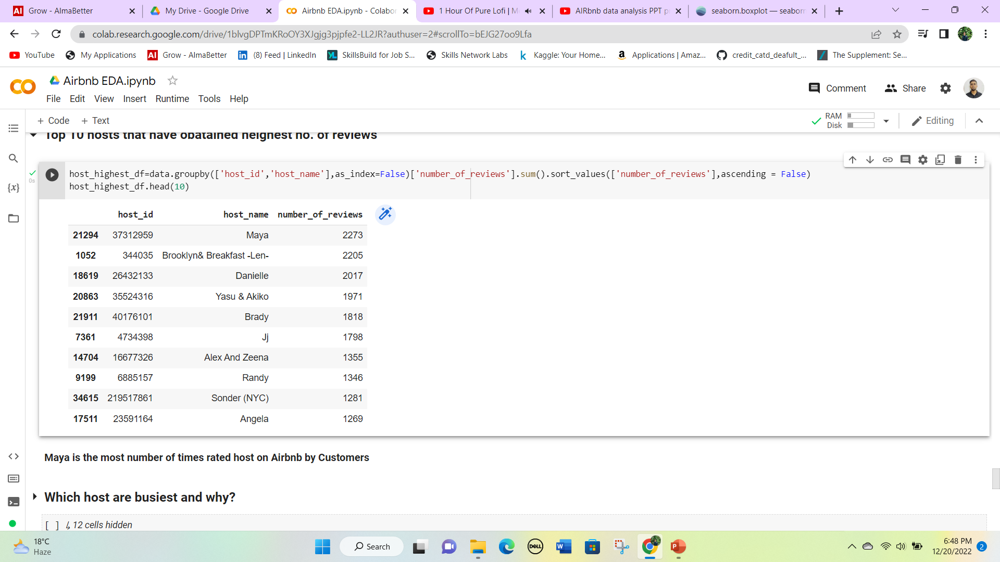 Grow - AlmaBetter
My Drive - Google Drive
Airbnb EDA.ipynb - Colabor
1 Hour Of Pure Lofi | M
AIRbnb data analysis PPT p
seaborn.boxplot — seaborn
colab.research.google.com/drive/1blvgDPTmKRoOY3XJgjg3pjpfe2-LL2JR?authuser=2#scrollTo=bEJG27oo9Lfa
YouTube
My Applications
Grow - AlmaBetter
(8) Feed | LinkedIn
SkillsBuild for Job S...
Skills Network Labs
Kaggle: Your Home...
Applications | Amaz...
credit_catd_deafult_...
The Supplement: Se...
Airbnb EDA.ipynb
File Edit View Insert Runtime Tools Help
Comment
Share
+ Code + Text
RAM
Disk
Editing
Top 10 hosts that have obatained heighest no. of reviews
0s
host_highest_df=data.groupby(['host_id','host_name'],as_index=False)['number_of_reviews'].sum().sort_values(['number_of_reviews'],ascending = False)
host_highest_df.head(10)
host_id host_name number_of_reviews
21294 37312959 Maya 2273
1052 344035 Brooklyn& Breakfast -Len- 2205
18619 26432133 Danielle 2017
20863 35524316 Yasu & Akiko 1971
21911 40176101 Brady 1818
7361 4734398 Jj 1798
14704 16677326 Alex And Zeena 1355
9199 6885157 Randy 1346
34615 219517861 Sonder (NYC) 1281
17511 23591164 Angela 1269
Maya is the most number of times rated host on Airbnb by Customers
Which host are busiest and why?
[ ] ↳ 12 cells hidden
18°C
Haze
Search
6:48 PM
12/20/2022
2